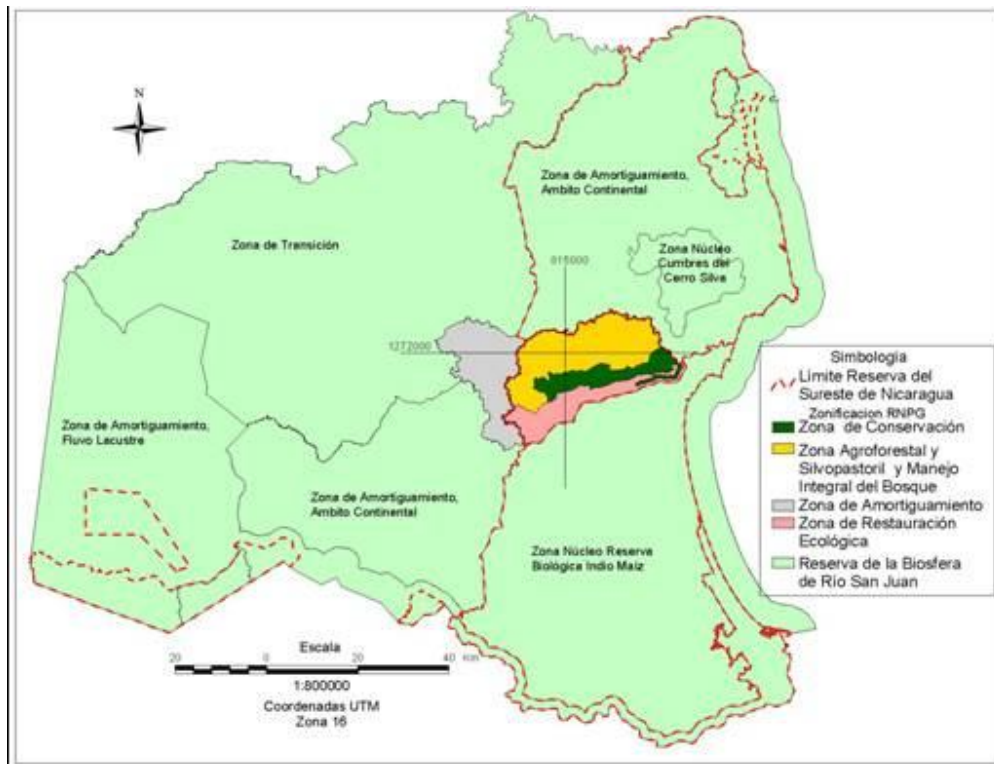 N
Zona de Amortiguamiento,
Ambito Continental
Zona de Transición
Zona Núcleo
Cumbres del
Cerro Silva
815000
1272000
Zona de Amortiguamiento,
Fluvo Lacustre
Zona de Amortiguamiento,
Ambito Continental
Zona Núcleo Reserva
Biológica Indio Maíz
Simbología
Limite Reserva del
Sureste de Nicaragua
Zonificacion RNPG
Zona de Conservación
Zona Agroforestal y
Silvopastoril y Manejo
Integral del Bosque
Zona de Amortiguamiento
Zona de Restauración
Ecológica
Reserva de la Biosfera
de Río San Juan
Escala
20 0 20 40 Km
1:800000
Coordenadas UTM
Zona 16